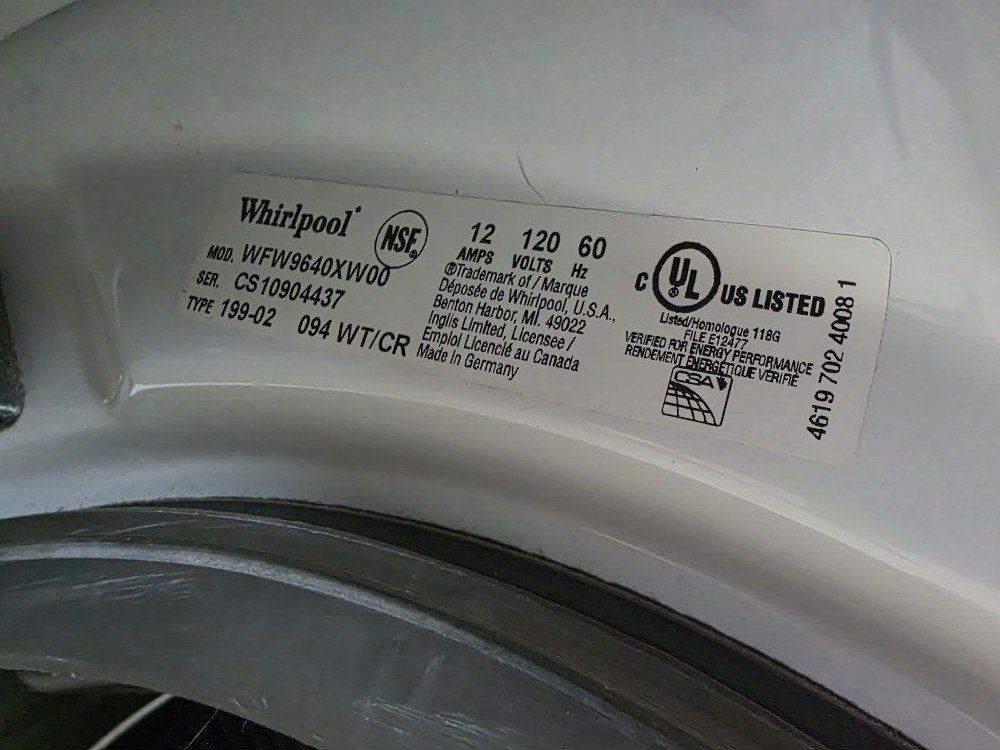 Whirlpool®
NSF®
MOD. WFW9640XW00
SER. CS10904437
TYPE 199-02 094 WT/CR
12 120 60
AMPS VOLTS Hz
®Trademark of / Marque
Déposée de Whirlpool, U.S.A.,
Benton Harbor, MI. 49022
Inglis Limited, Licensee /
Emploi Licencié au Canada
Made in Germany
C UL® US LISTED
Listed/Homologue 118G
FILE E12477
VERIFIED FOR ENERGY PERFORMANCE
RENDEMENT ÉNERGÉTIQUE VÉRIFIÉ
CSA
4619 702 40081